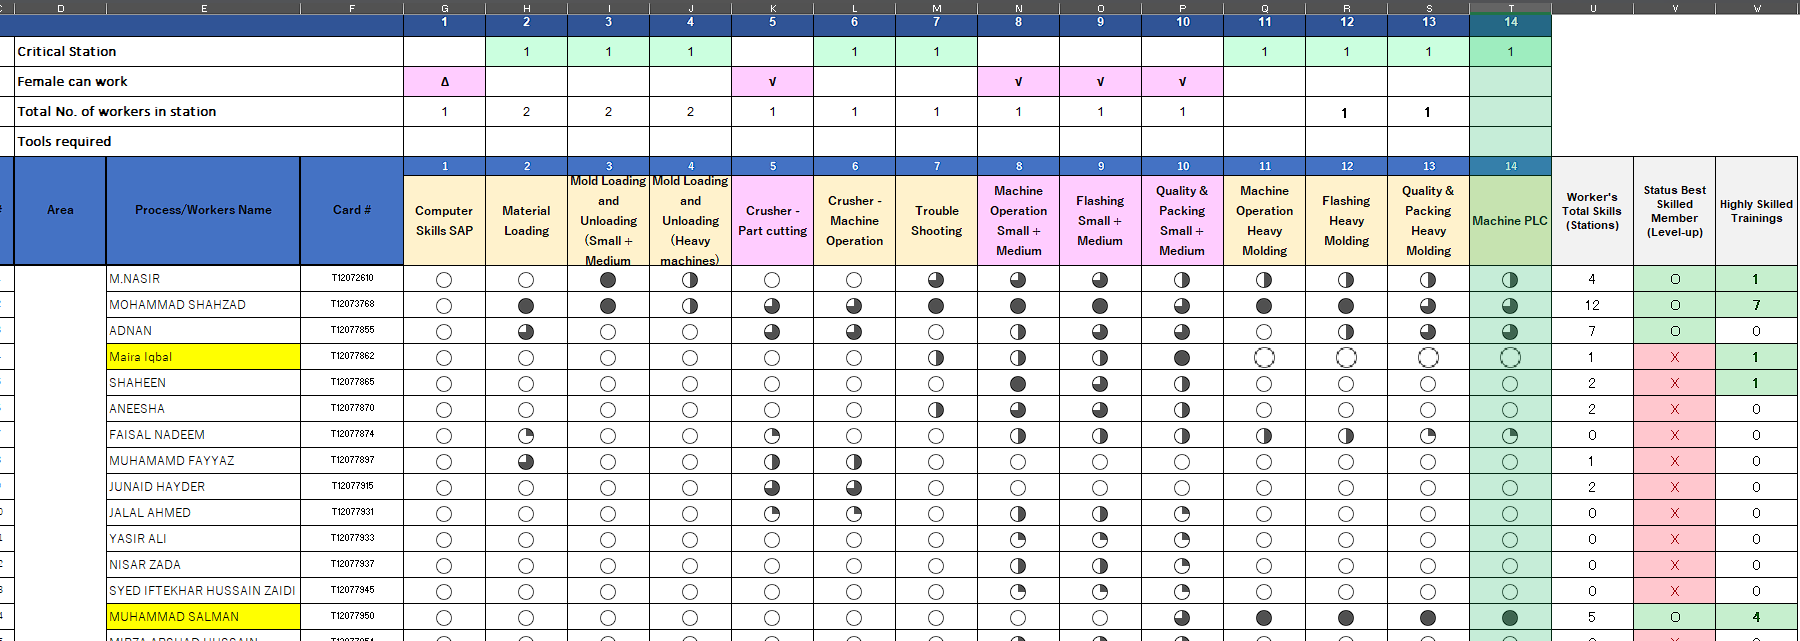 D E F G H I J K L M N O P Q R S T U V W
1 2 3 4 5 6 7 8 9 10 11 12 13 14
Critical Station 1 1 1 1 1 1 1 1 1
Female can work Δ √ √ √ √
Total No. of workers in station 1 2 2 2 1 1 1 1 1 1 1 1
Tools required
1 2 3 4 5 6 7 8 9 10 11 12 13 14
# Area Process/Workers Name Card #
Computer
Skills SAP
Material
Loading
Mold Loading
and
Unloading
(Small +
Medium
Mold Loading
and
Unloading
(Heavy
machines)
Crusher -
Part cutting
Crusher -
Machine
Operation
Trouble
Shooting
Machine
Operation
Small +
Medium
Flashing
Small +
Medium
Quality &
Packing
Small +
Medium
Machine
Operation
Heavy
Molding
Flashing
Heavy
Molding
Quality &
Packing
Heavy
Molding
Machine PLC
Worker's
Total Skills
(Stations)
Status Best
Skilled
Member
(Level-up)
Highly Skilled
Trainings
M.NASIR T12072610 4 O 1
MOHAMMAD SHAHZAD T12073768 12 O 7
ADNAN T12077855 7 O 0
Maira Iqbal T12077862 1 X 1
SHAHEEN T12077865 2 X 1
ANEESHA T12077870 2 X 0
FAISAL NADEEM T12077874 0 X 0
MUHAMAMD FAYYAZ T12077897 1 X 0
JUNAID HAYDER T12077915 2 X 0
JALAL AHMED T12077931 0 X 0
YASIR ALI T12077933 0 X 0
NISAR ZADA T12077937 0 X 0
SYED IFTEKHAR HUSSAIN ZAIDI T12077945 0 X 0
MUHAMMAD SALMAN T12077950 5 O 4